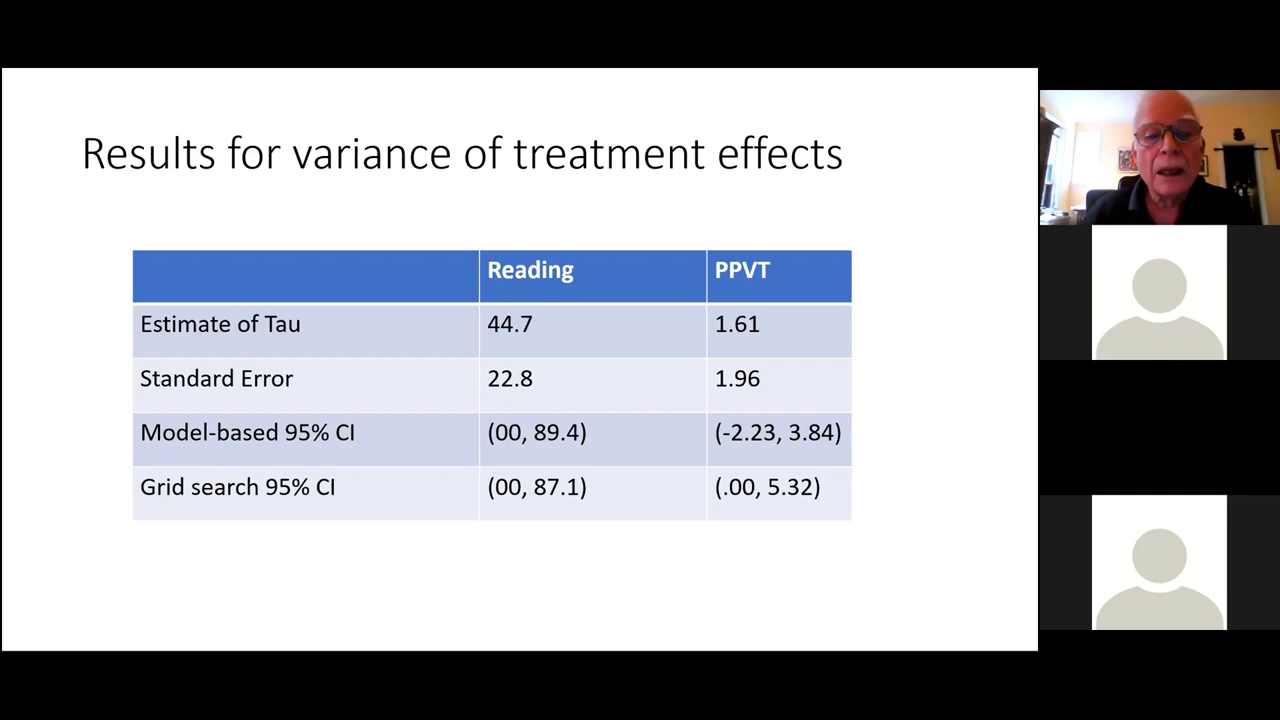 Results for variance of treatment effects
Reading PPVT
Estimate of Tau 44.7 1.61
Standard Error 22.8 1.96
Model-based 95% CI (00, 89.4) (-2.23, 3.84)
Grid search 95% CI (00, 87.1) (.00, 5.32)